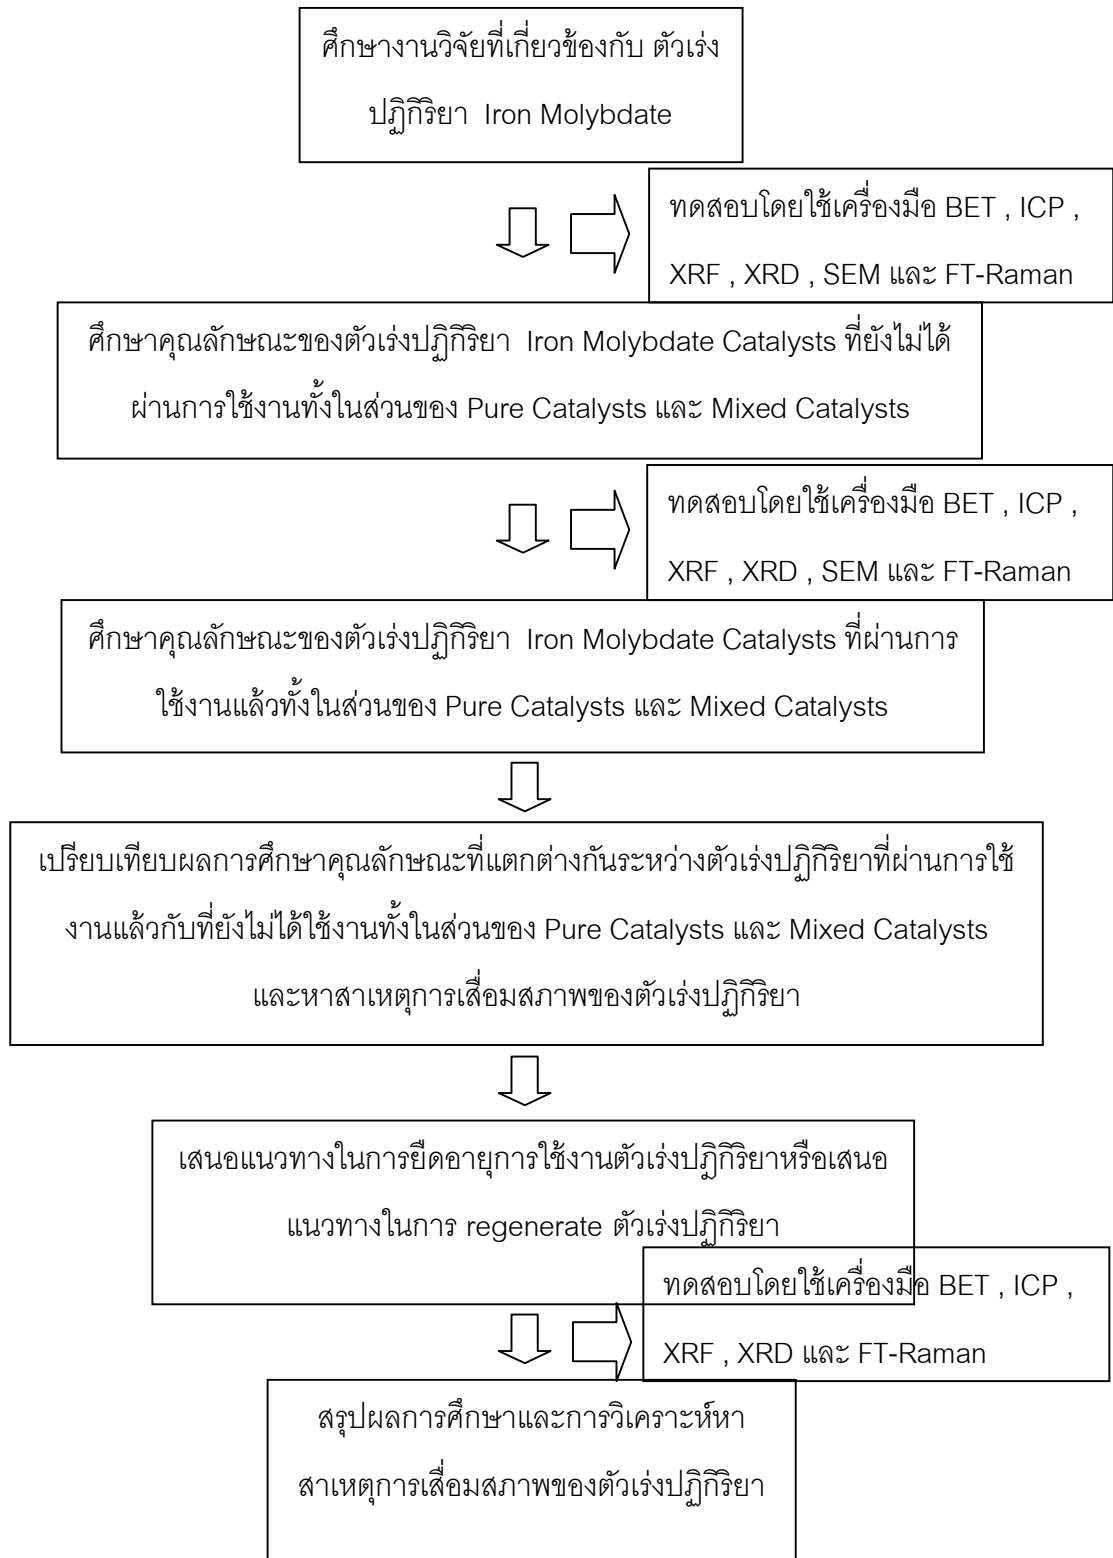 ศึกษางานวิจัยที่เกี่ยวข้องกับ ตัวเร่ง
ปฏิกิริยา Iron Molybdate
ทดสอบโดยใช้เครื่องมือ BET , ICP ,
XRF , XRD , SEM และ FT-Raman
ศึกษาคุณลักษณะของตัวเร่งปฏิกิริยา Iron Molybdate Catalysts ที่ยังไม่ได้
ผ่านการใช้งานทั้งในส่วนของ Pure Catalysts และ Mixed Catalysts
ทดสอบโดยใช้เครื่องมือ BET , ICP ,
XRF , XRD , SEM และ FT-Raman
ศึกษาคุณลักษณะของตัวเร่งปฏิกิริยา Iron Molybdate Catalysts ที่ผ่านการ
ใช้งานแล้วทั้งในส่วนของ Pure Catalysts และ Mixed Catalysts
เปรียบเทียบผลการศึกษาคุณลักษณะที่แตกต่างกันระหว่างตัวเร่งปฏิกิริยาที่ผ่านการใช้
งานแล้วกับที่ยังไม่ได้ใช้งานทั้งในส่วนของ Pure Catalysts และ Mixed Catalysts
และหาสาเหตุการเสื่อมสภาพของตัวเร่งปฏิกิริยา
เสนอแนวทางในการยืดอายุการใช้งานตัวเร่งปฏิกิริยาหรือเสนอ
แนวทางในการ regenerate ตัวเร่งปฏิกิริยา
ทดสอบโดยใช้เครื่องมือ BET , ICP ,
XRF , XRD และ FT-Raman
สรุปผลการศึกษาและการวิเคราะห์หา
สาเหตุการเสื่อมสภาพของตัวเร่งปฏิกิริยา